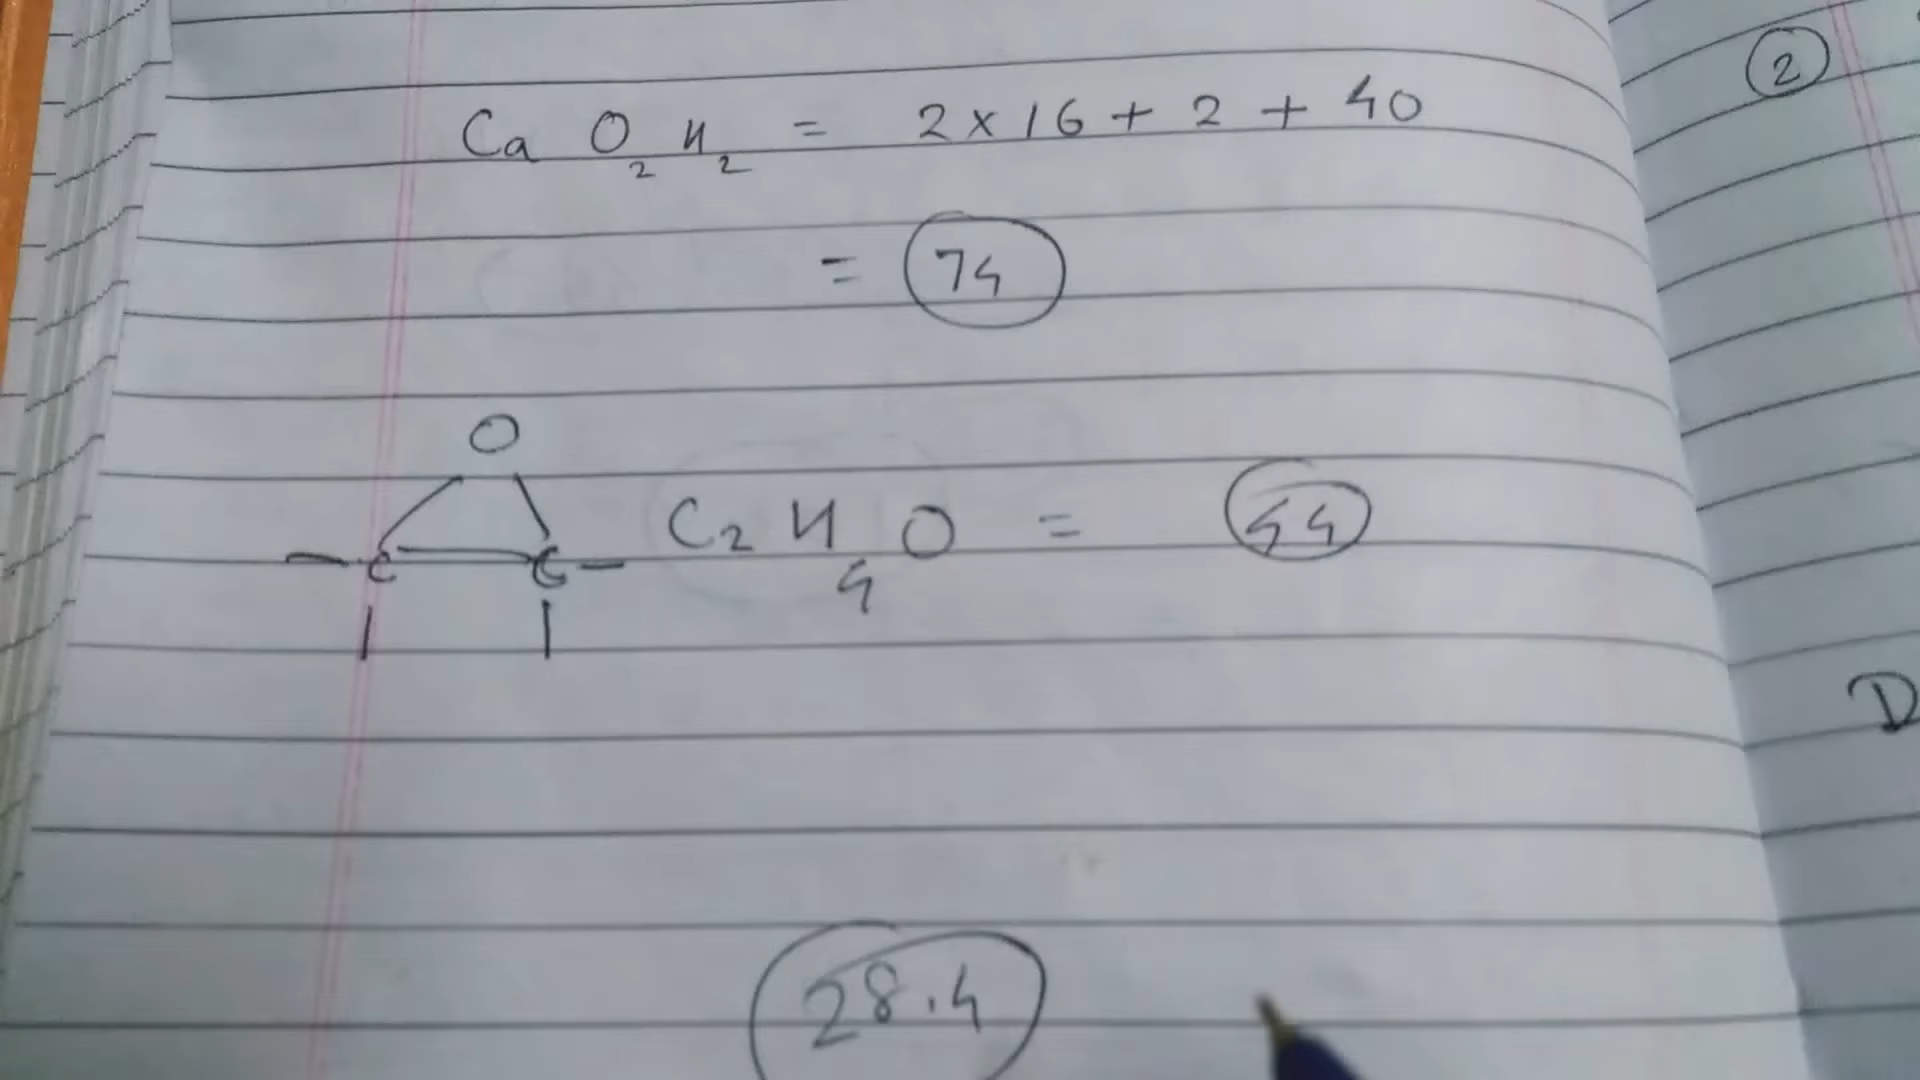 Ca O2 H2 = 2 x 16 + 2 + 40
= 74
O
- C C - C2 H4 O = 44
28.4
2
D